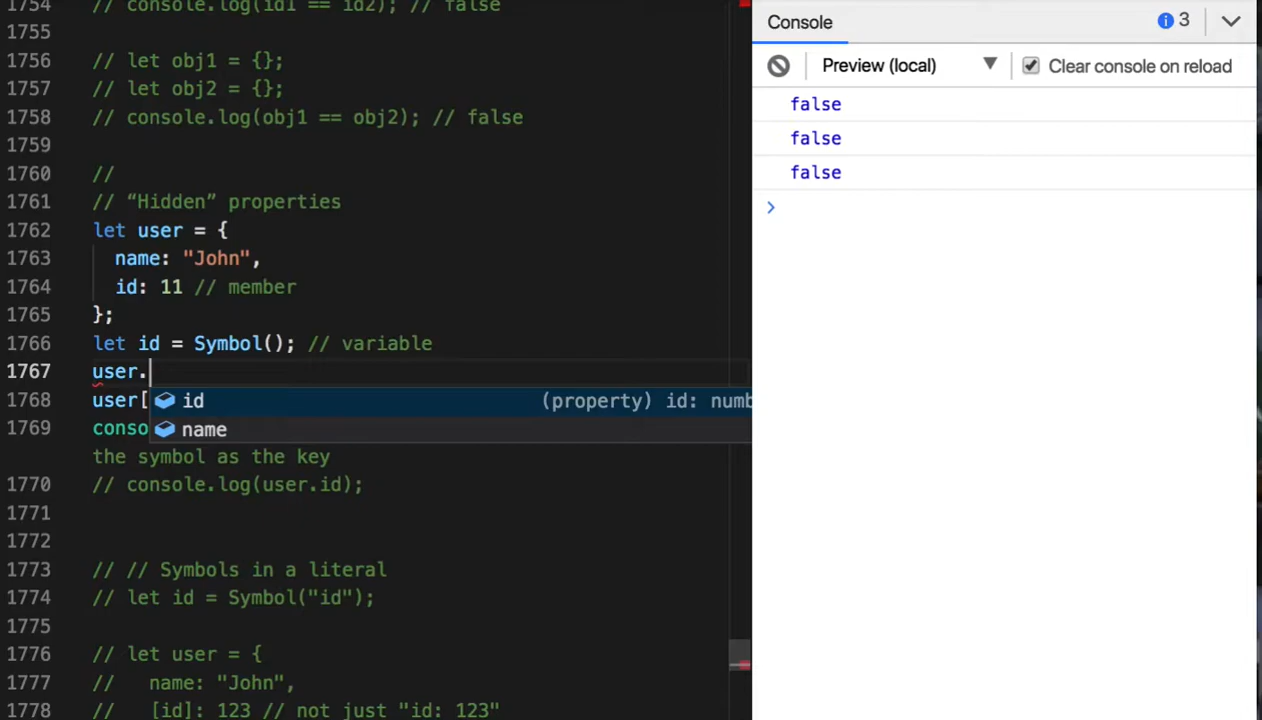 1754 // console.log(id1 == id2); // false
1755
1756 // let obj1 = {};
1757 // let obj2 = {};
1758 // console.log(obj1 == obj2); // false
1759
1760 //
1761 // “Hidden” properties
1762 let user = {
1763 name: "John",
1764 id: 11 // member
1765 };
1766 let id = Symbol(); // variable
1767 user.
1768 user[
id (property) id: numb
1769 conso
name
the symbol as the key
1770 // console.log(user.id);
1771
1772
1773 // // Symbols in a literal
1774 // let id = Symbol("id");
1775
1776 // let user = {
1777 // name: "John",
1778 // [id]: 123 // not just "id: 123"
Console
3
Preview (local)
Clear console on reload
false
false
false
>